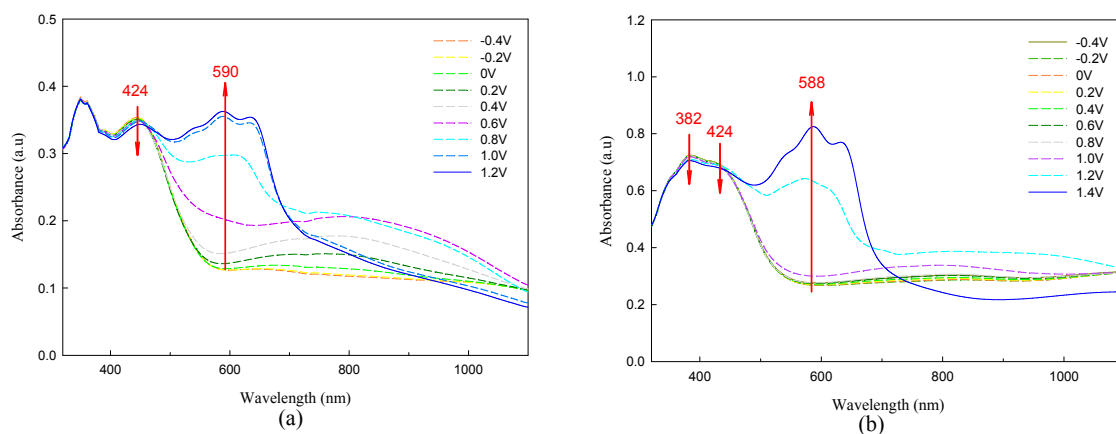 0.5
0.4
0.3
0.2
0.1
0.0
Absorbance (a.u)
424
590
-0.4V
-0.2V
0V
0.2V
0.4V
0.6V
0.8V
1.0V
1.2V
400
600
800
1000
Wavelength (nm)
(a)
1.2
1.0
0.8
0.6
0.4
0.2
0.0
Absorbance (a.u)
382
424
588
-0.4V
-0.2V
0V
0.2V
0.4V
0.6V
0.8V
1.0V
1.2V
1.4V
400
600
800
1000
Wavelength (nm)
(b)